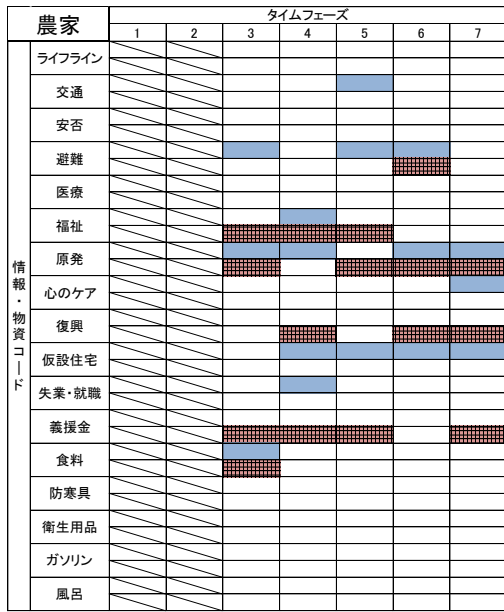 農家
タイムフェーズ
1 2 3 4 5 6 7
情報・物資コード
ライフライン
交通
安否
避難
医療
福祉
原発
心のケア
復興
仮設住宅
失業・就職
義援金
食料
防寒具
衛生用品
ガソリン
風呂